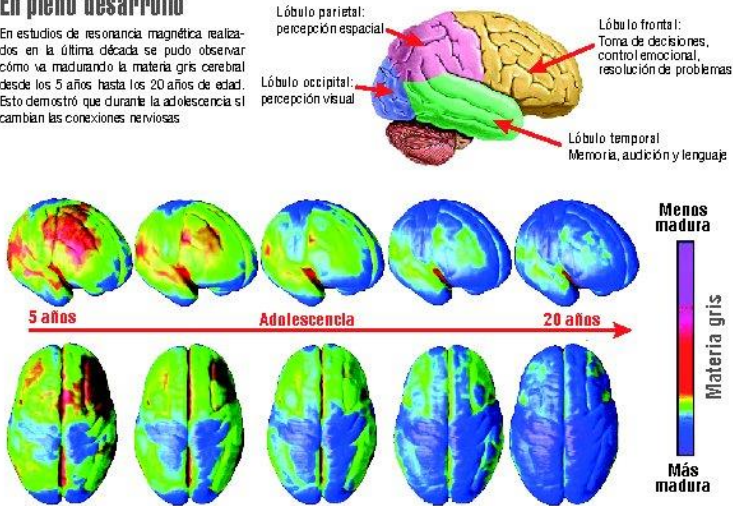 En pleno desarrollo
En estudios de resonancia magnética realiza-
dos en la última década se pudo observar
cómo va madurando la materia gris cerebral
desde los 5 años hasta los 20 años de edad.
Esto demostró que durante la adolescencia sí
cambian las conexiones nerviosas
Lóbulo parietal:
percepción espacial
Lóbulo occipital:
percepción visual
Lóbulo frontal:
Toma de decisiones,
control emocional,
resolución de problemas
Lóbulo temporal
Memoria, audición y lenguaje
5 años
Adolescencia
20 años
Menos
madura
Materia gris
Más
madura